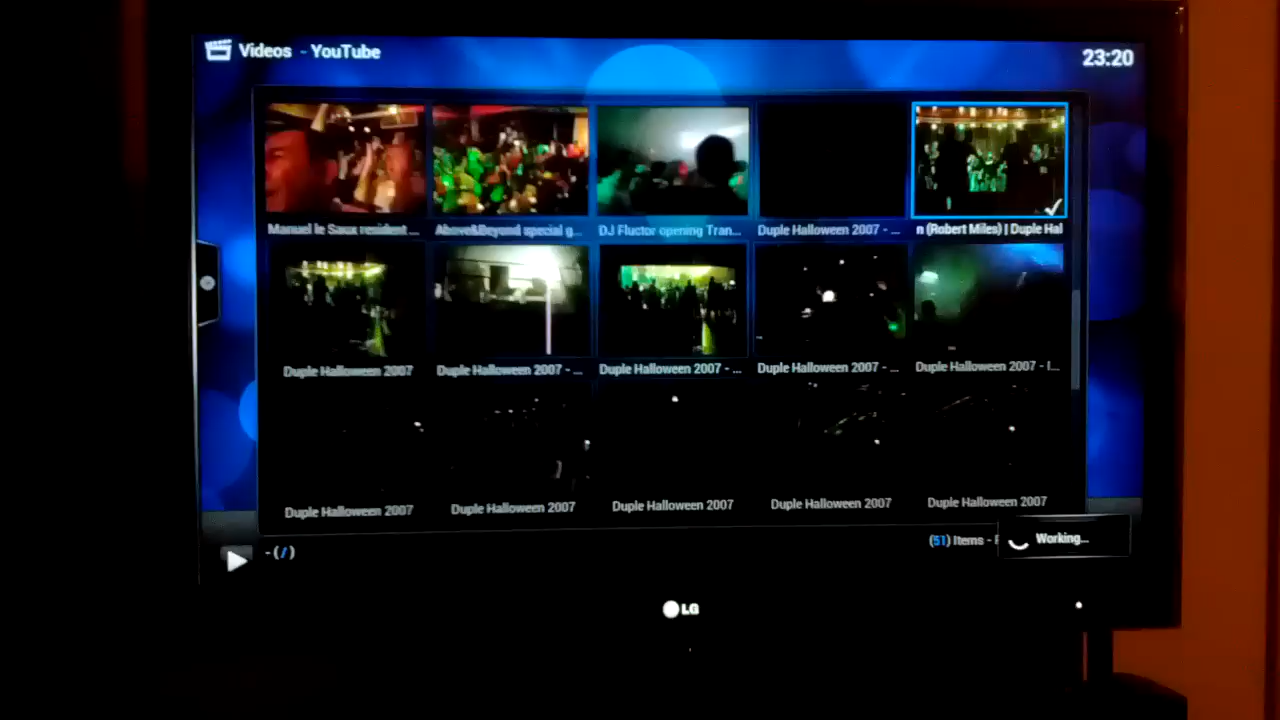 Videos - YouTube
23:20
Manuel le Saux resident ...
Above&Beyond special g...
DJ Fluctor opening Tran...
Duple Halloween 2007 - ...
n (Robert Miles) | Duple Hal
Duple Halloween 2007
Duple Halloween 2007 - ...
Duple Halloween 2007 - ...
Duple Halloween 2007 - ...
Duple Halloween 2007 - I...
Duple Halloween 2007
Duple Halloween 2007
Duple Halloween 2007
Duple Halloween 2007
Duple Halloween 2007
- (/)
(51) Items -
Working...
LG